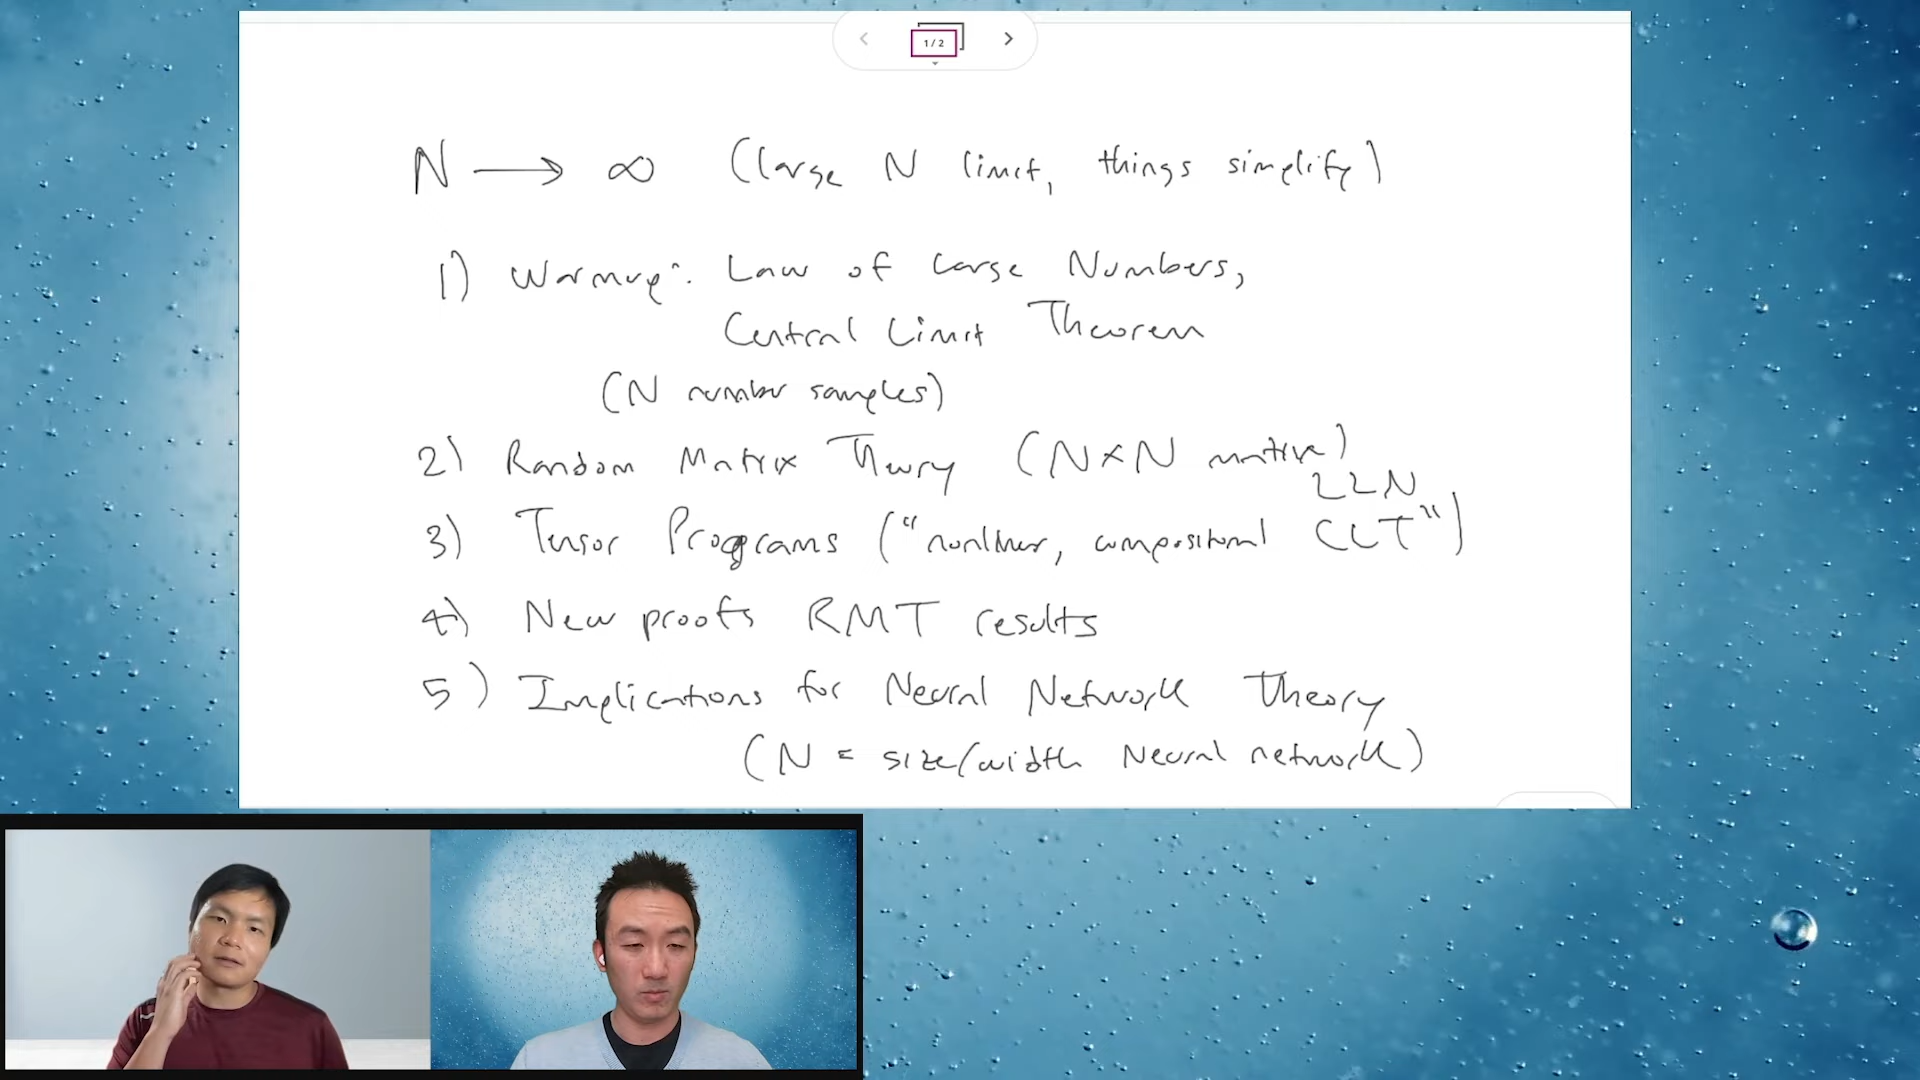 1 / 2
N → ∞ (large N limit, things simplify)
1) Warmup: Law of Large Numbers,
Central Limit Theorem
(N number samples)
2) Random Matrix Theory (N×N matrix)
LLN
3) Tensor Programs ("nonlinear, compositional CLT")
4) New proofs RMT results
5) Implications for Neural Network Theory
(N = size/width Neural network)